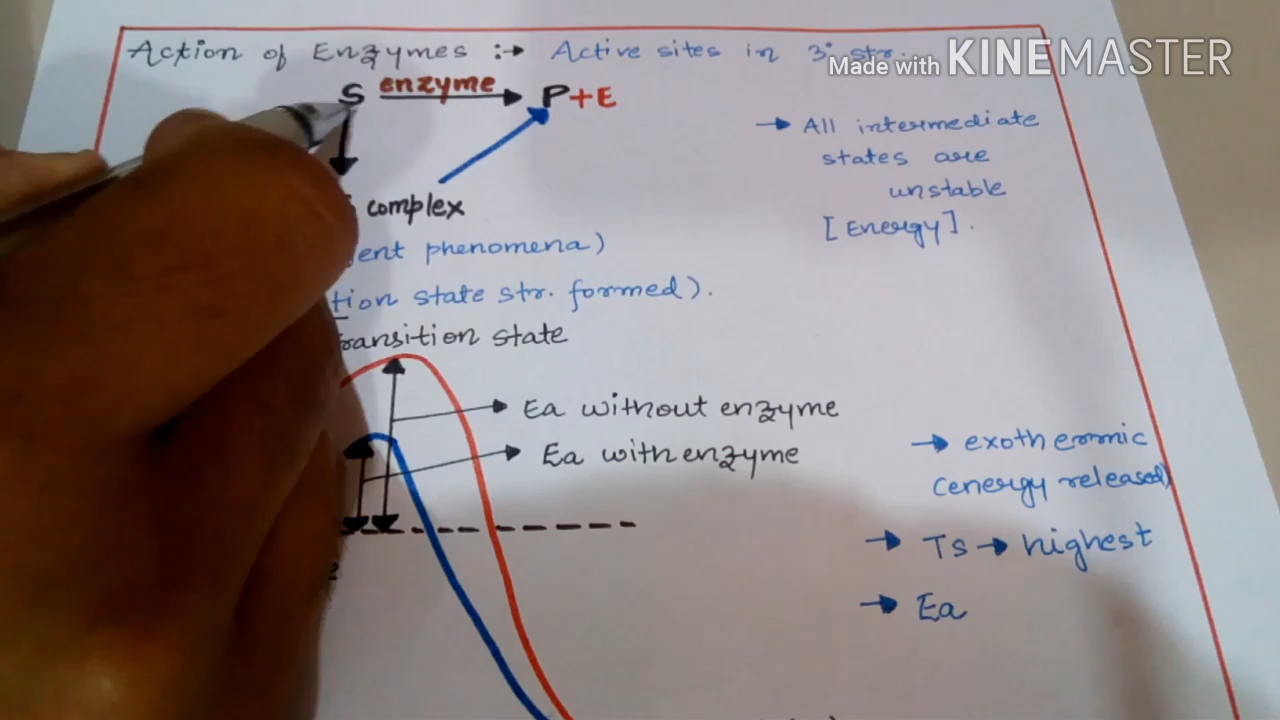 Action of Enzymes :→ Active sites in 3° str.
Made with KINEMASTER
S enzyme → P+E
complex
→ All intermediate
states are
unstable
[Energy].
ent phenomena)
tion state str. formed).
ransition state
Ea without enzyme
Ea with enzyme
→ exothermic
(energy released)
→ Ts → highest
→ Ea